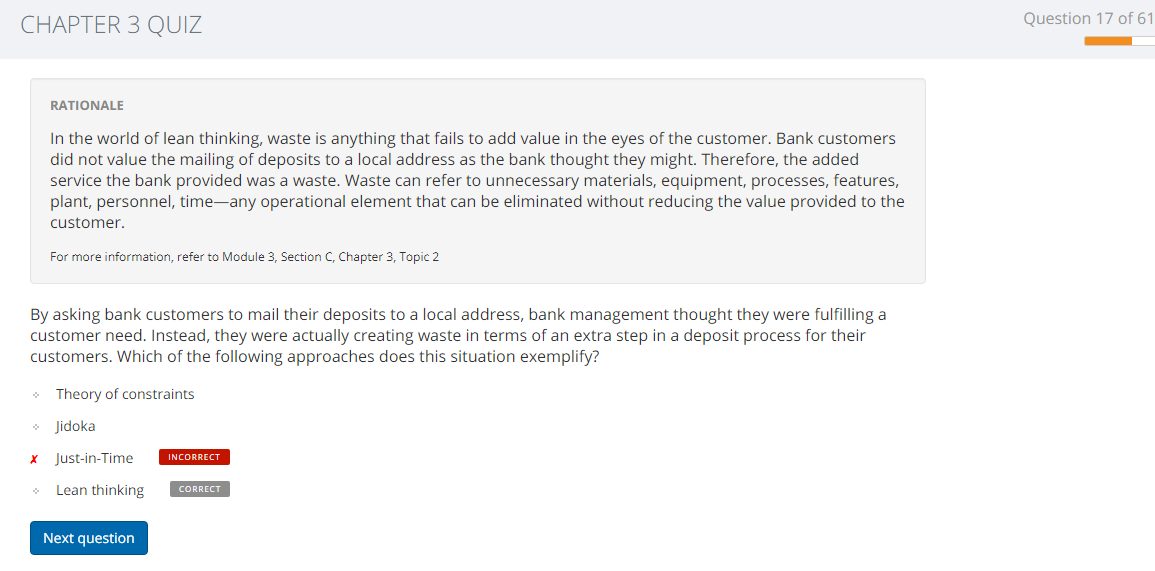 CHAPTER 3 QUIZ
Question 17 of 61
RATIONALE
In the world of lean thinking, waste is anything that fails to add value in the eyes of the customer. Bank customers
did not value the mailing of deposits to a local address as the bank thought they might. Therefore, the added
service the bank provided was a waste. Waste can refer to unnecessary materials, equipment, processes, features,
plant, personnel, time—any operational element that can be eliminated without reducing the value provided to the
customer.
For more information, refer to Module 3, Section C, Chapter 3, Topic 2
By asking bank customers to mail their deposits to a local address, bank management thought they were fulfilling a
customer need. Instead, they were actually creating waste in terms of an extra step in a deposit process for their
customers. Which of the following approaches does this situation exemplify?
Theory of constraints
Jidoka
✗ Just-in-Time INCORRECT
Lean thinking CORRECT
Next question